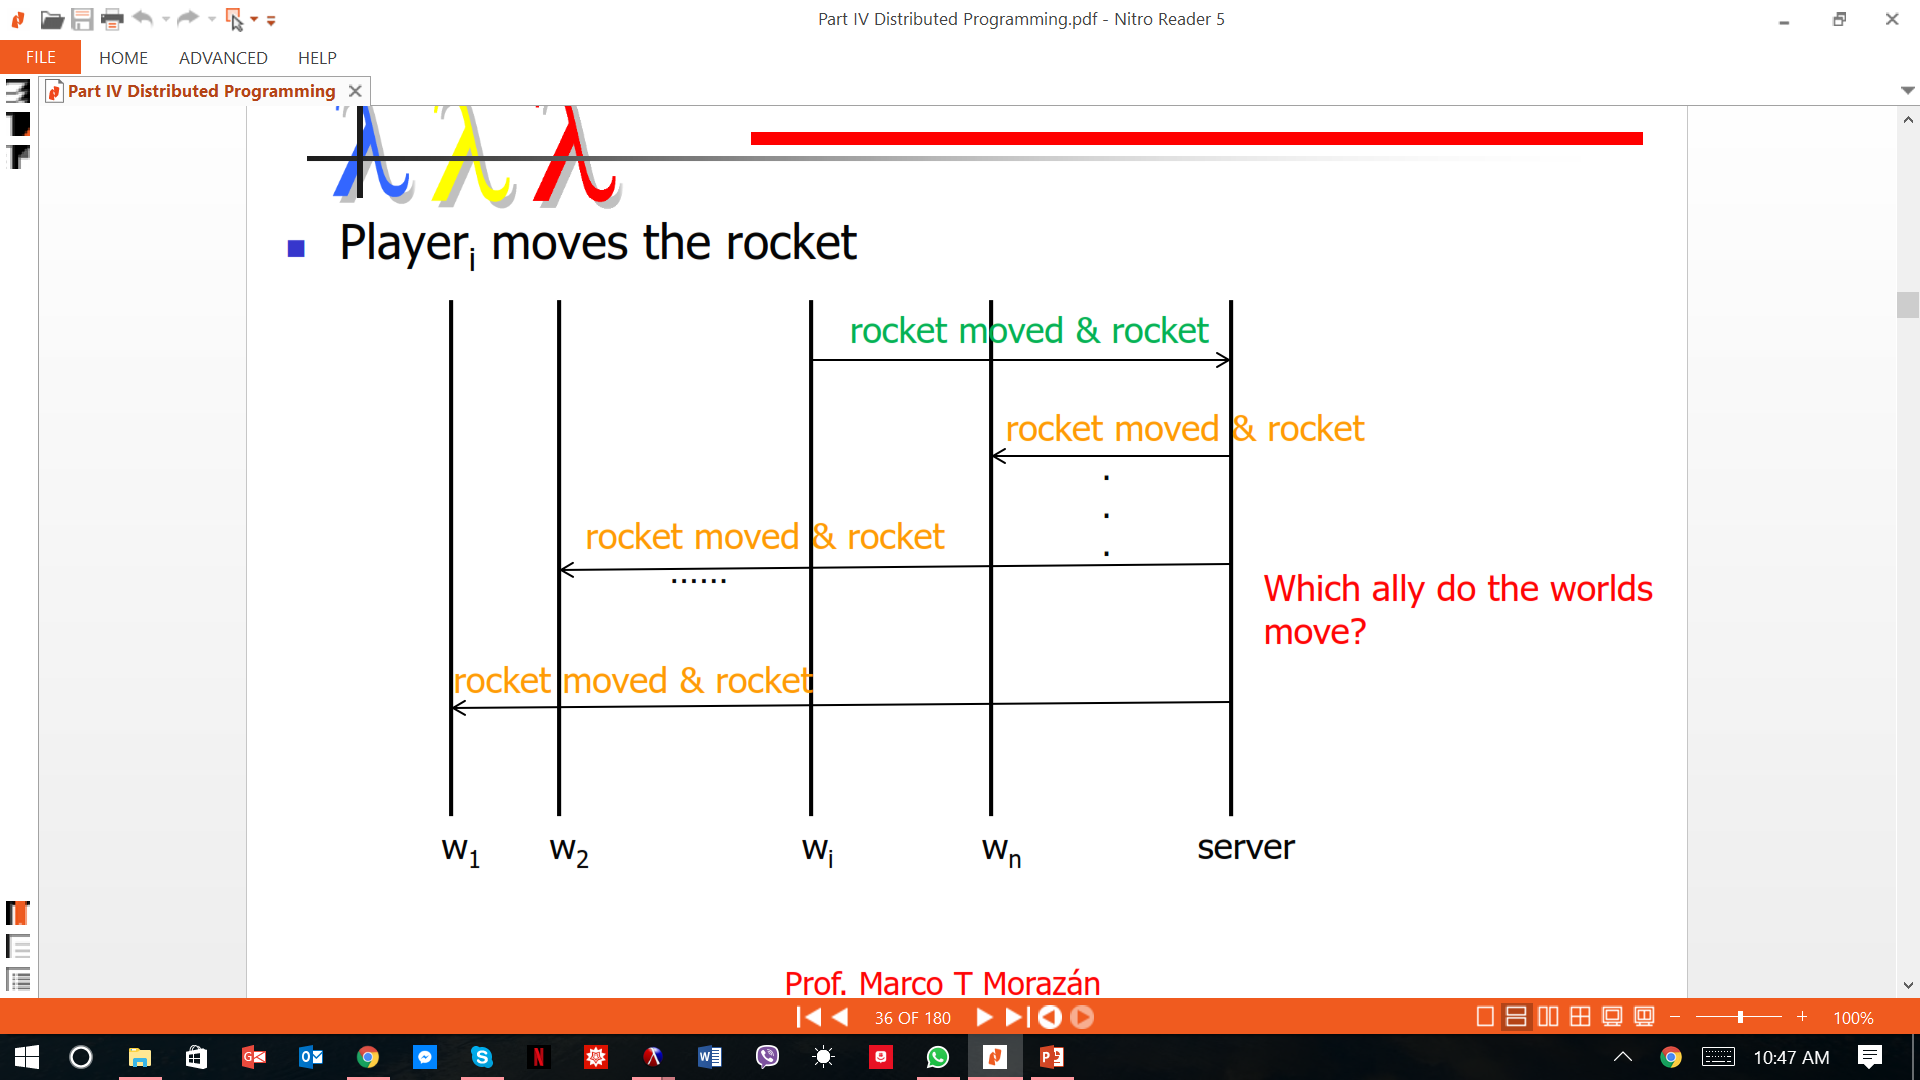 Part IV Distributed Programming.pdf - Nitro Reader 5
FILE HOME ADVANCED HELP
Part IV Distributed Programming
λ λ λ
Playerᵢ moves the rocket
rocket moved & rocket
rocket moved & rocket
.
.
.
rocket moved & rocket
......
Which ally do the worlds
move?
rocket moved & rocket
w₁ w₂ wᵢ wₙ server
Prof. Marco T Morazán
36 OF 180
100%
10:47 AM